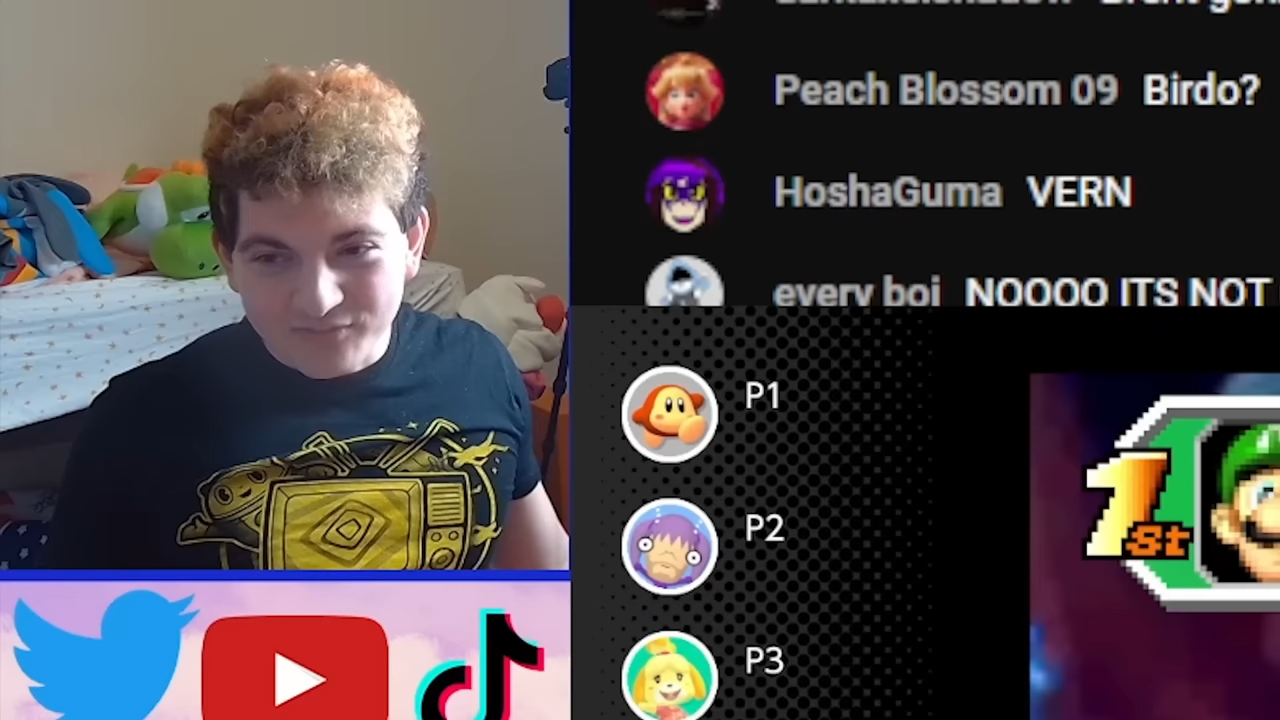 Peach Blossom 09 Birdo?
HoshaGuma VERN
every boi NOOOO ITS NOT
P1
P2
P3
1st